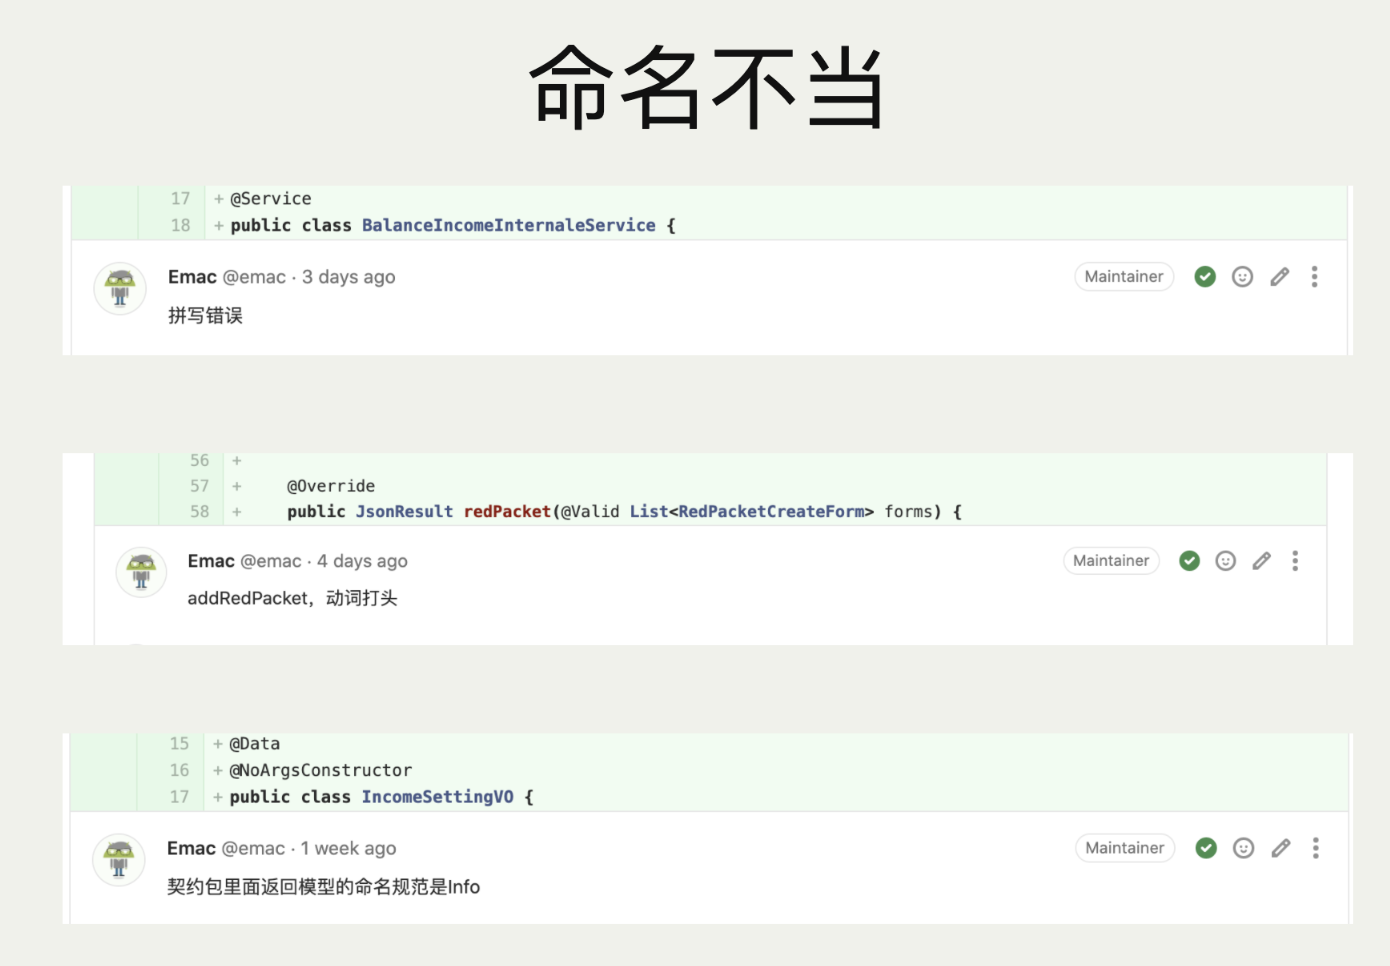 命名不当
17 + @Service
18 + public class BalanceIncomeInternaleService {
Emac @emac · 3 days ago Maintainer
拼写错误
56 +
57 + @Override
58 + public JsonResult redPacket(@Valid List<RedPacketCreateForm> forms) {
Emac @emac · 4 days ago Maintainer
addRedPacket，动词打头
15 + @Data
16 + @NoArgsConstructor
17 + public class IncomeSettingVO {
Emac @emac · 1 week ago Maintainer
契约包里面返回模型的命名规范是Info